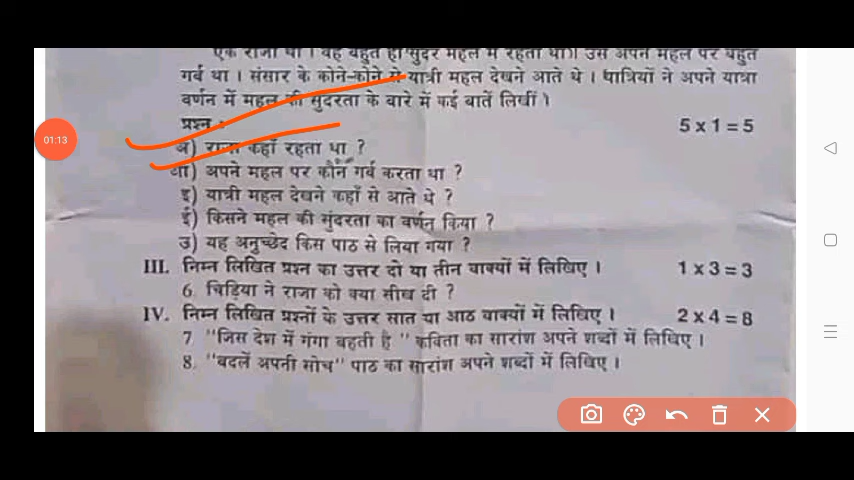 एक राजा था । वह बहुत ही सुंदर महल में रहता था)। उसे अपने महल पर बहुत
गर्व था । संसार के कोने-कोने से यात्री महल देखने आते थे । यात्रियों ने अपने यात्रा
वर्णन में महल की सुंदरता के बारे में कई बातें लिखीं ।
प्रश्न : 5 x 1 = 5
अ) राजा कहाँ रहता था ?
आ) अपने महल पर कौन गर्व करता था ?
इ) यात्री महल देखने कहाँ से आते थे ?
ई) किसने महल की सुंदरता का वर्णन किया ?
उ) यह अनुच्छेद किस पाठ से लिया गया ?
III. निम्न लिखित प्रश्न का उत्तर दो या तीन वाक्यों में लिखिए । 1 x 3 = 3
6. चिड़िया ने राजा को क्या सीख दी ?
IV. निम्न लिखित प्रश्नों के उत्तर सात या आठ वाक्यों में लिखिए । 2 x 4 = 8
7. "जिस देश में गंगा बहती है " कविता का सारांश अपने शब्दों में लिखिए ।
8. "बदलें अपनी सोच" पाठ का सारांश अपने शब्दों में लिखिए ।
01:13